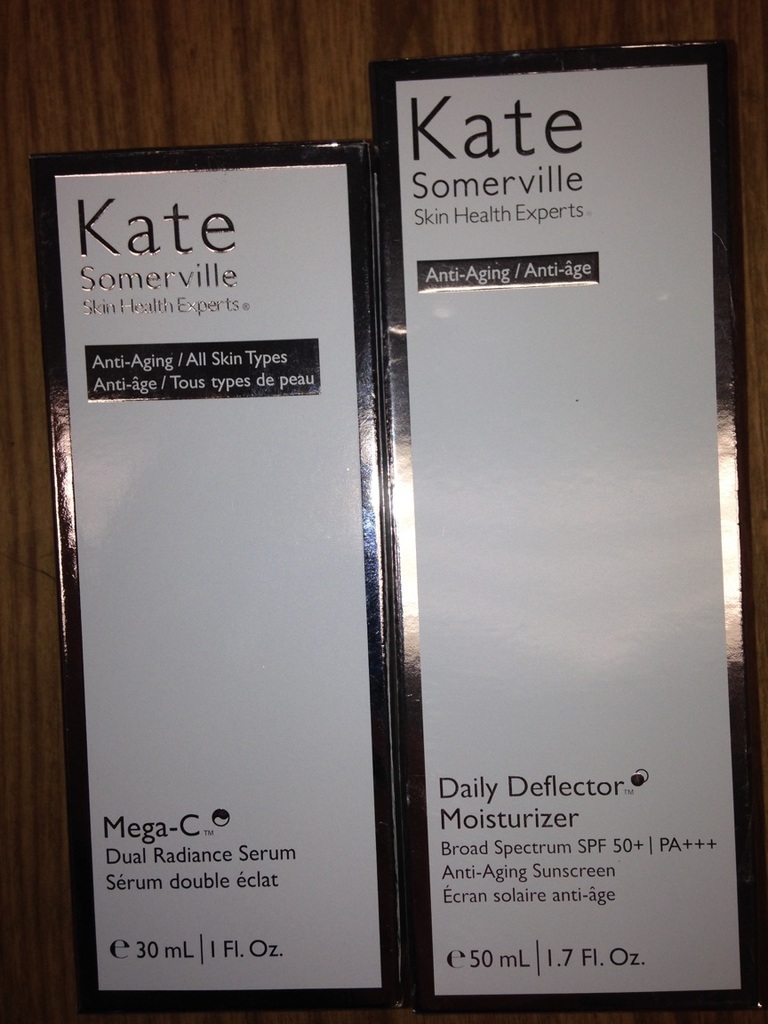 Kate
Somerville
Skin Health Experts®
Anti-Aging / All Skin Types
Anti-âge / Tous types de peau
Mega-C™
Dual Radiance Serum
Sérum double éclat
e 30 mL | 1 Fl. Oz.
Kate
Somerville
Skin Health Experts®
Anti-Aging / Anti-âge
Daily Deflector™
Moisturizer
Broad Spectrum SPF 50+ | PA+++
Anti-Aging Sunscreen
Écran solaire anti-âge
e 50 mL | 1.7 Fl. Oz.